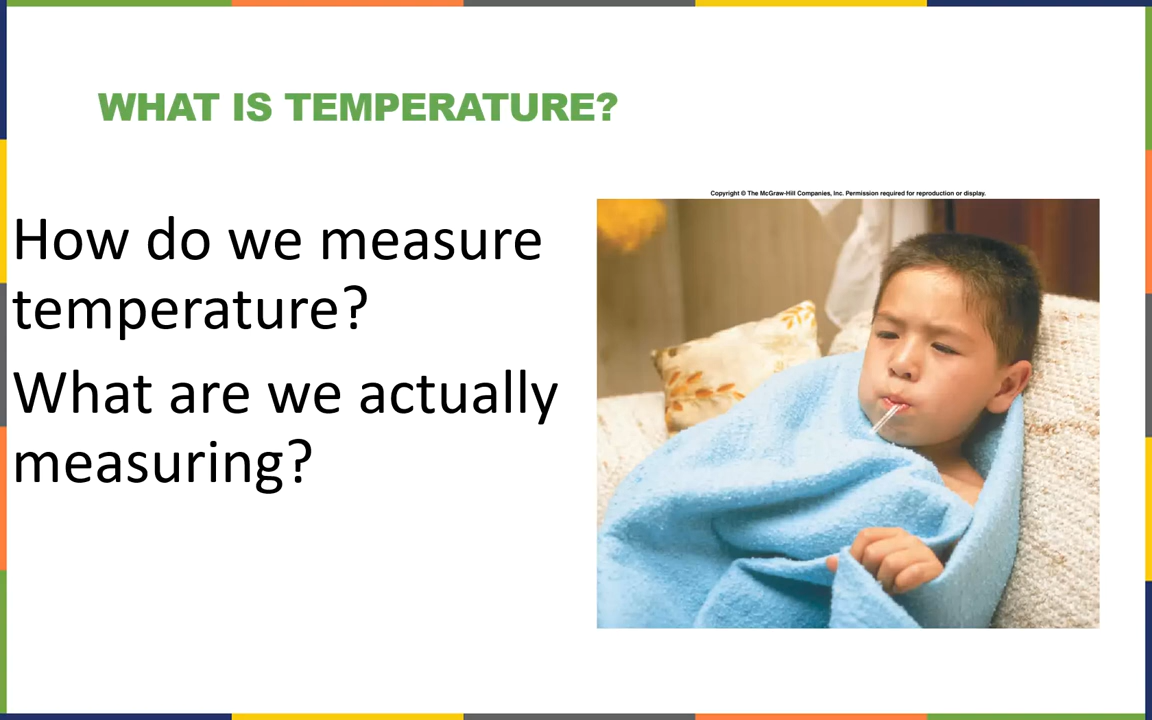 WHAT IS TEMPERATURE?
Copyright © The McGraw-Hill Companies, Inc. Permission required for reproduction or display.
How do we measure
temperature?
What are we actually
measuring?